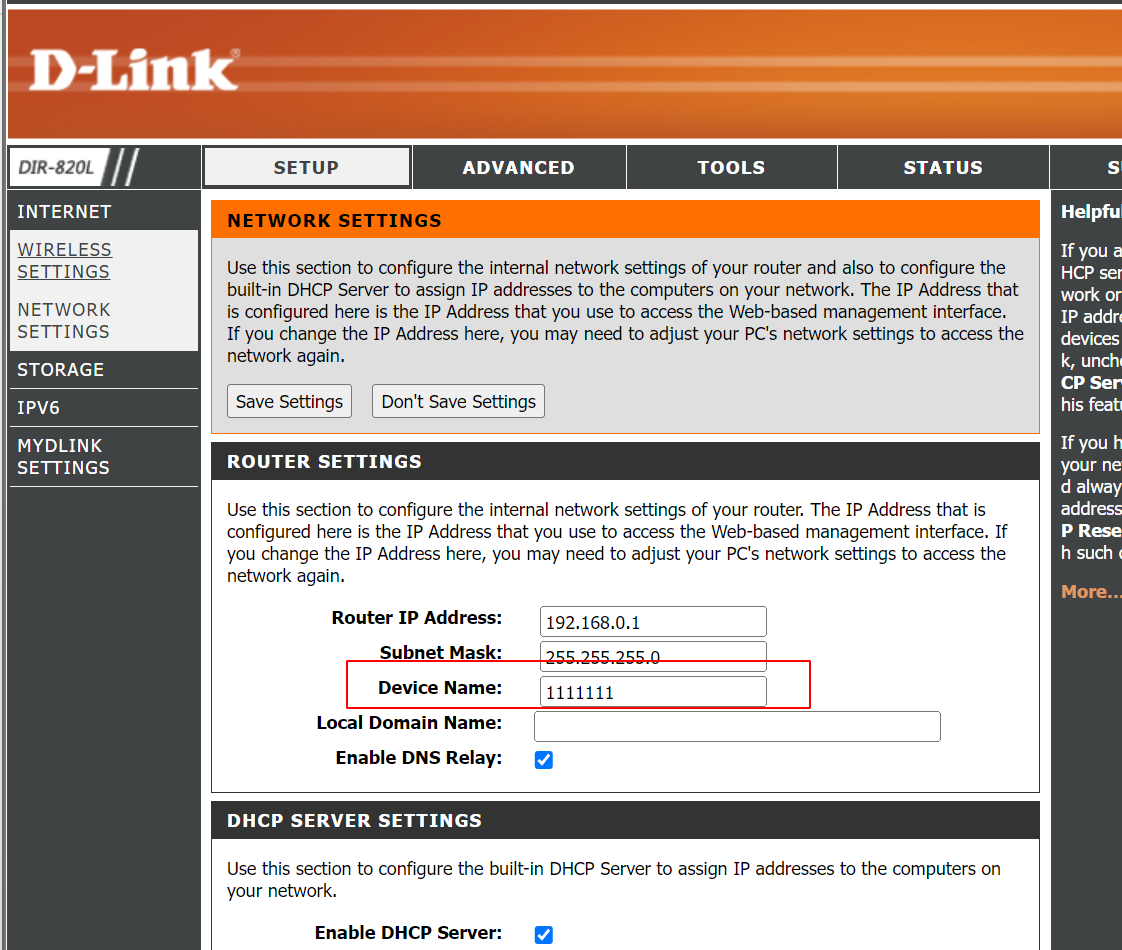 D-Link®
DIR-820L
SETUP
ADVANCED
TOOLS
STATUS
INTERNET
WIRELESS
SETTINGS
NETWORK
SETTINGS
STORAGE
IPV6
MYDLINK
SETTINGS
NETWORK SETTINGS
Use this section to configure the internal network settings of your router and also to configure the
built-in DHCP Server to assign IP addresses to the computers on your network. The IP Address that
is configured here is the IP Address that you use to access the Web-based management interface.
If you change the IP Address here, you may need to adjust your PC's network settings to access the
network again.
Save Settings
Don't Save Settings
ROUTER SETTINGS
Use this section to configure the internal network settings of your router. The IP Address that is
configured here is the IP Address that you use to access the Web-based management interface. If
you change the IP Address here, you may need to adjust your PC's network settings to access the
network again.
Router IP Address: 192.168.0.1
Subnet Mask: 255.255.255.0
Device Name: 1111111
Local Domain Name:
Enable DNS Relay:
DHCP SERVER SETTINGS
Use this section to configure the built-in DHCP Server to assign IP addresses to the computers on
your network.
Enable DHCP Server:
Helpful
If you a
HCP ser
work or
IP addre
devices
k, unche
CP Serv
his featu
If you h
your net
d alway
address
P Rese
h such
More...